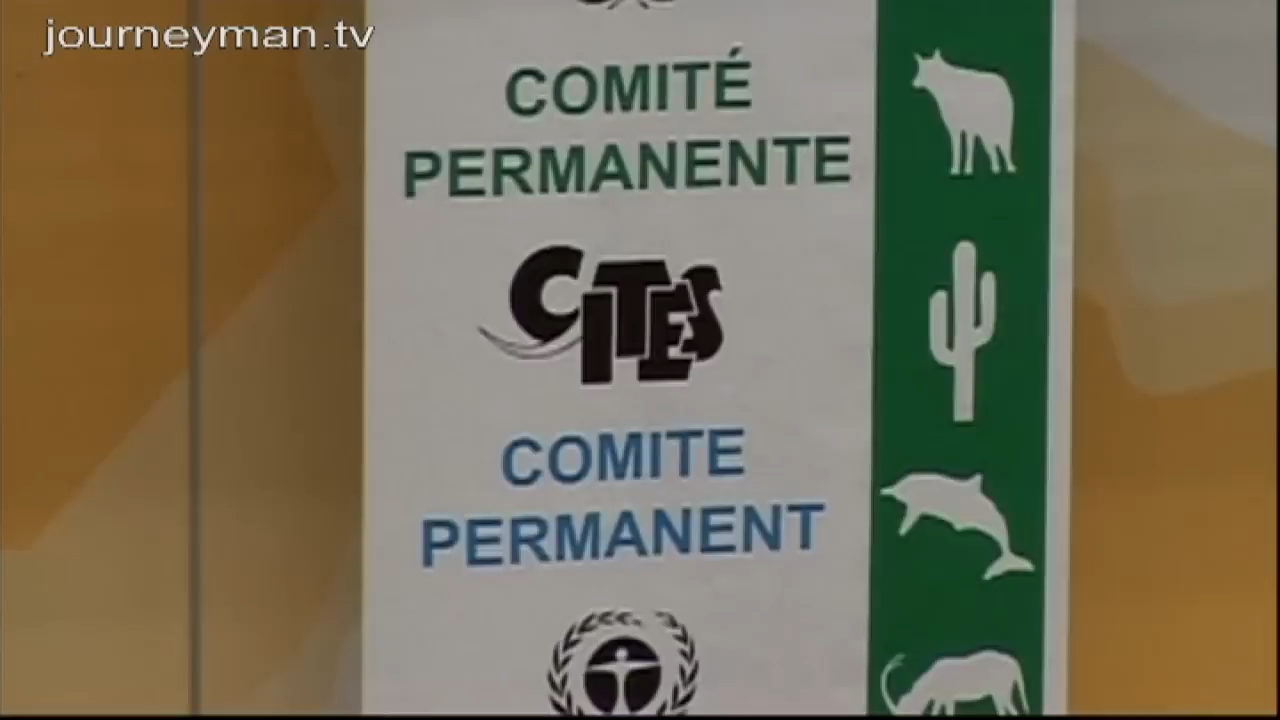 journeyman.tv
COMITÉ
PERMANENTE
CITES
COMITE
PERMANENT